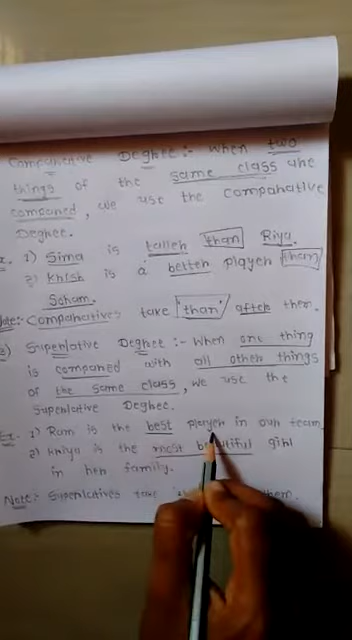 Comparative Degree:- When two
things of the same class are
compared, we use the comparative
Degree.
Ex. 1) Sima is taller than Riya.
2) Krish is a better player than
Soham.
Note:- Comparatives take 'than' after them.
3) Superlative Degree:- When one thing
is compared with all other things
of the same class, we use the
Superlative Degree.
Ex:- 1) Ram is the best player in our team.
2) Kriya is the most beautiful girl
in her family.
Note:- Superlatives take them.